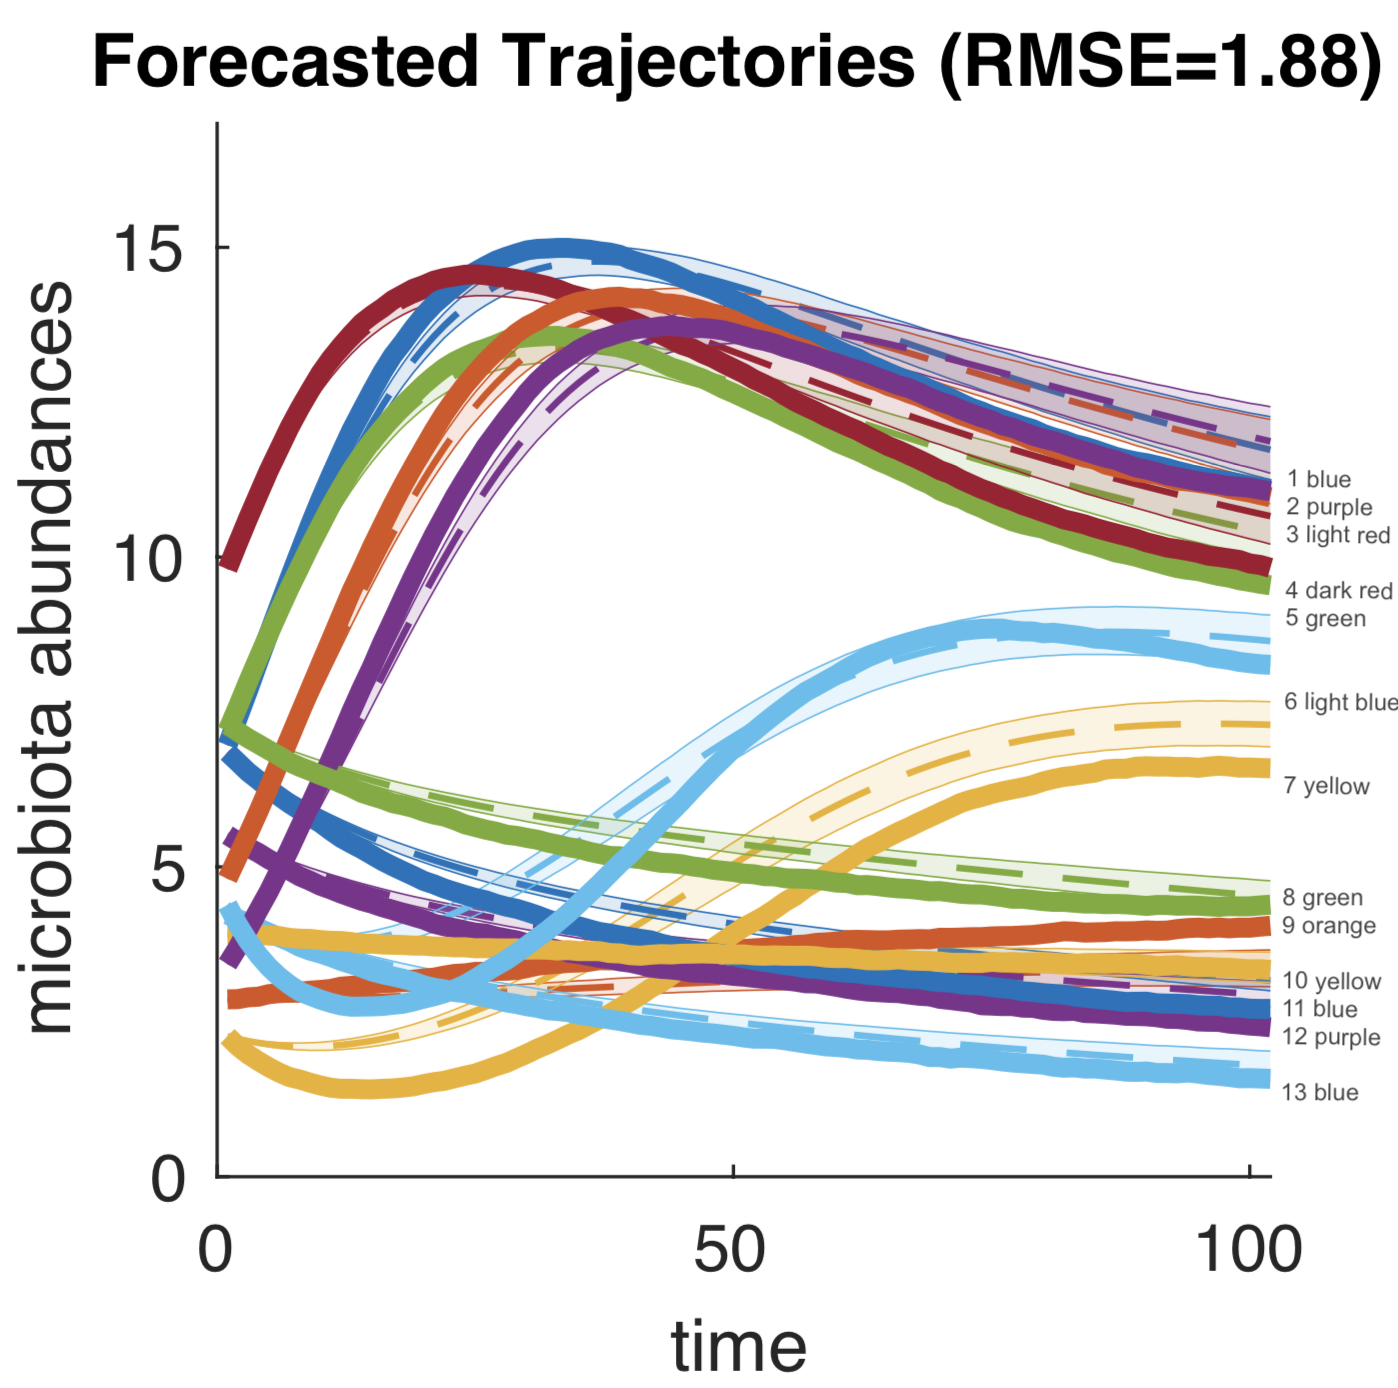 Forecasted Trajectories (RMSE=1.88)
microbiota abundances
15
10
5
0
0
50
100
time
1 blue
2 purple
3 light red
4 dark red
5 green
6 light blue
7 yellow
8 green
9 orange
10 yellow
11 blue
12 purple
13 blue